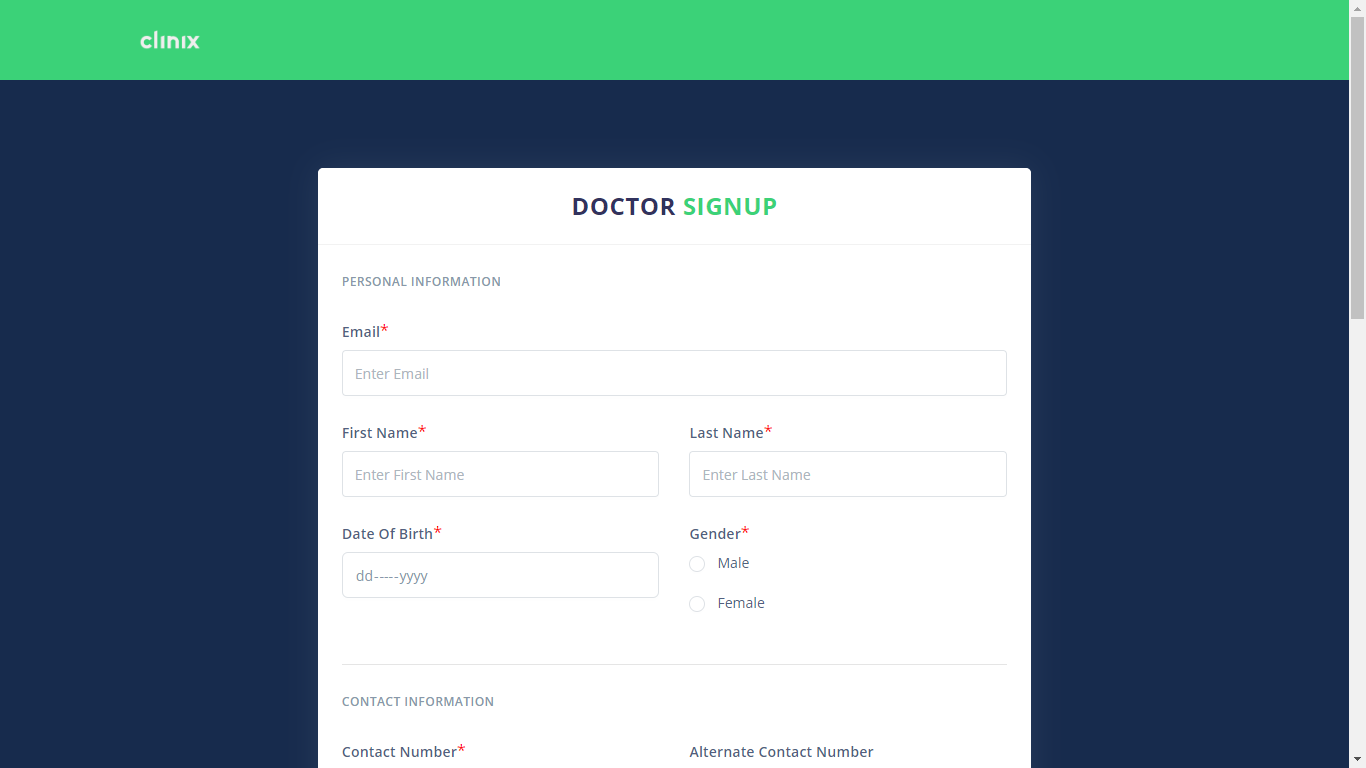 clinix
DOCTOR SIGNUP
PERSONAL INFORMATION
Email*
Enter Email
First Name* Last Name*
Enter First Name Enter Last Name
Date Of Birth* Gender*
dd-----yyyy Male
Female
CONTACT INFORMATION
Contact Number* Alternate Contact Number